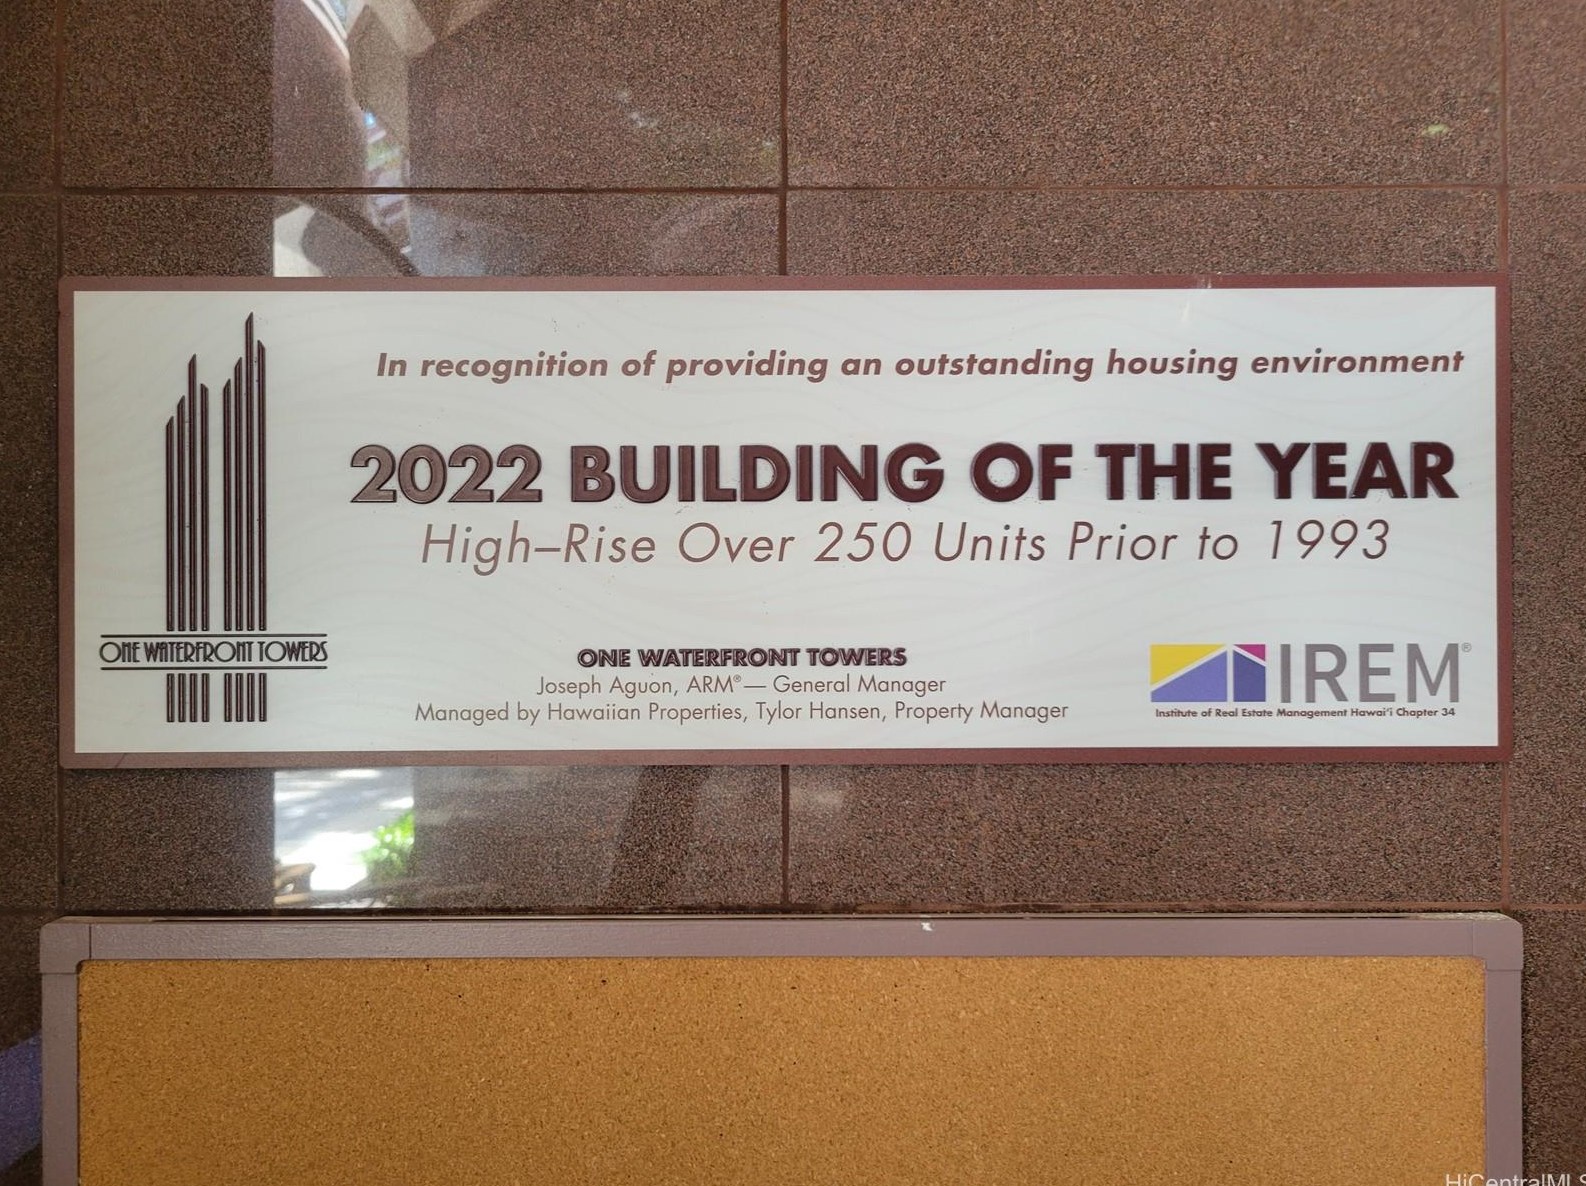 In recognition of providing an outstanding housing environment
2022 BUILDING OF THE YEAR
High–Rise Over 250 Units Prior to 1993
ONE WATERFRONT TOWERS
ONE WATERFRONT TOWERS
Joseph Aguon, ARM® — General Manager
Managed by Hawaiian Properties, Tylor Hansen, Property Manager
IREM®
Institute of Real Estate Management Hawai'i Chapter 34
HiCentralMLS